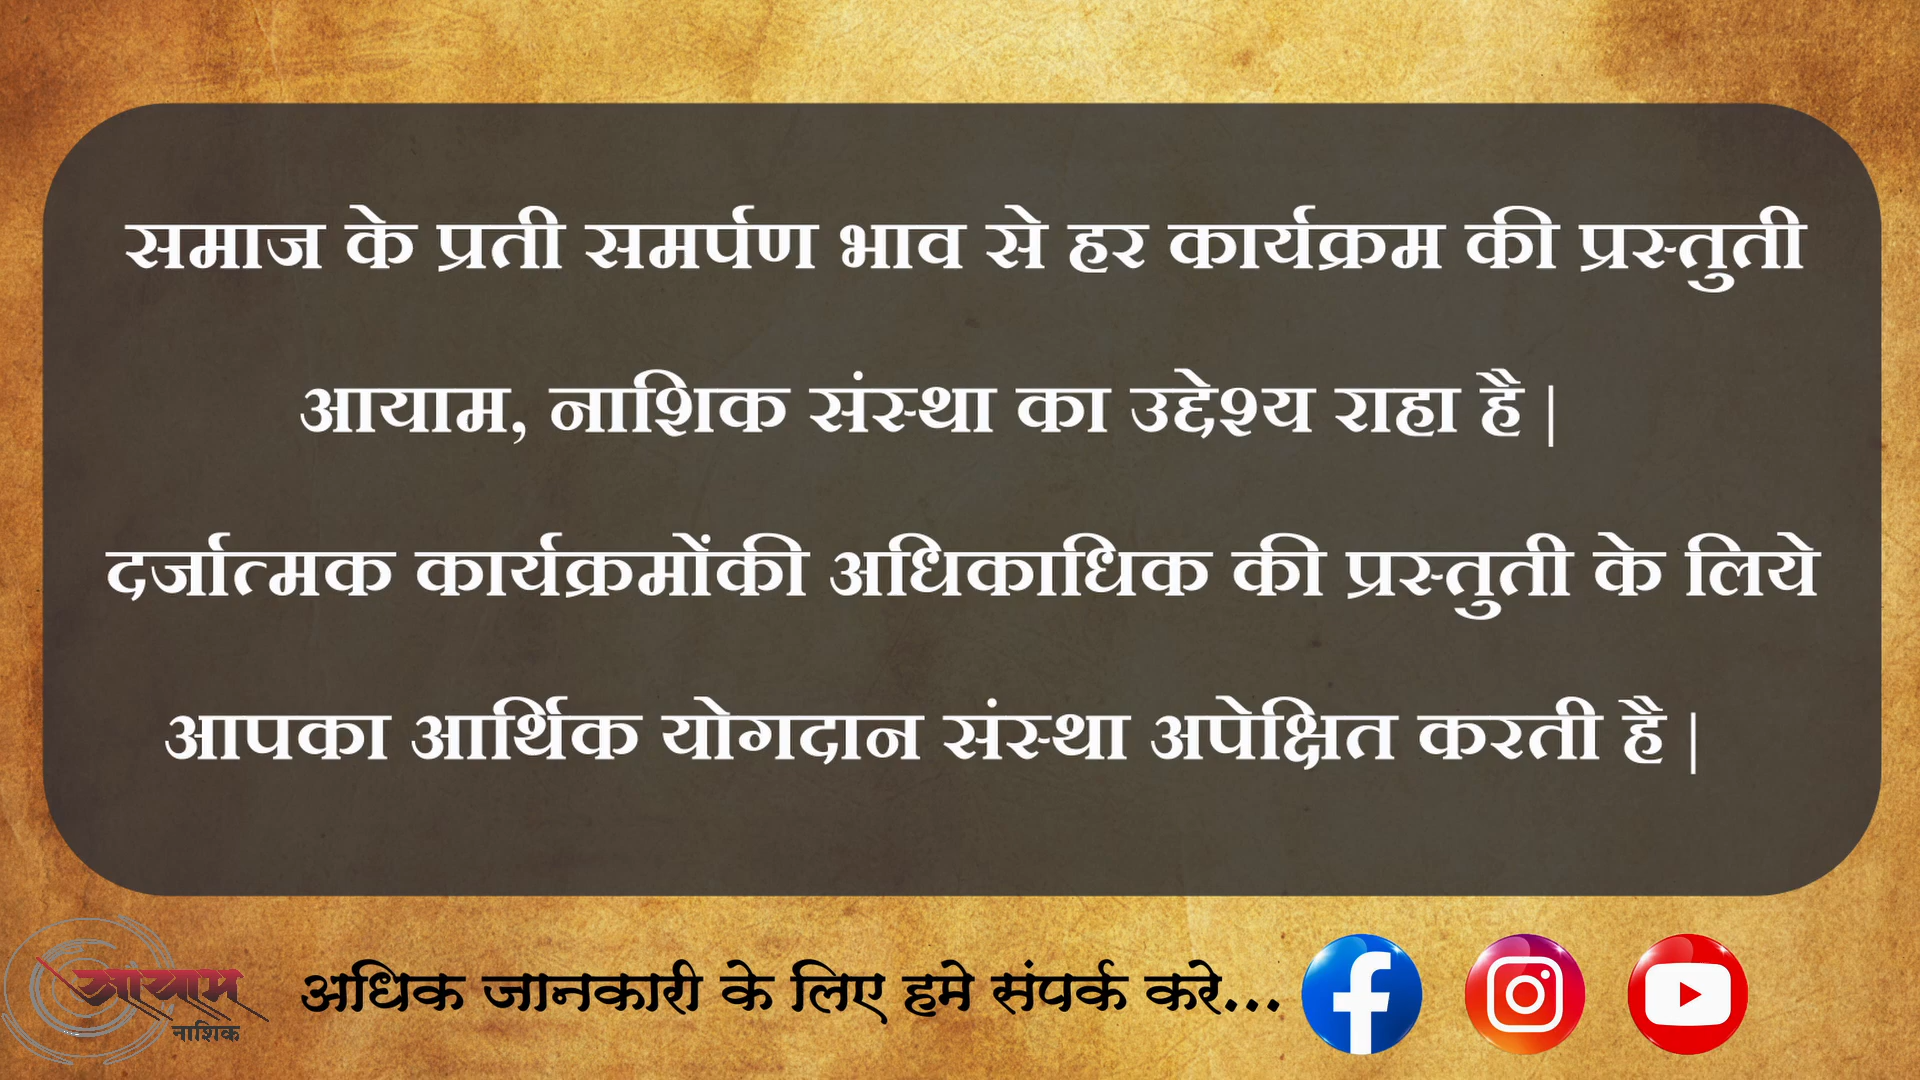 समाज के प्रती समर्पण भाव से हर कार्यक्रम की प्रस्तुती
आयाम, नाशिक संस्था का उद्देश्य राहा है |
दर्जात्मक कार्यक्रमोंकी अधिकाधिक की प्रस्तुती के लिये
आपका आर्थिक योगदान संस्था अपेक्षित करती है |
आयाम
नाशिक
अधिक जानकारी के लिए हमे संपर्क करे...